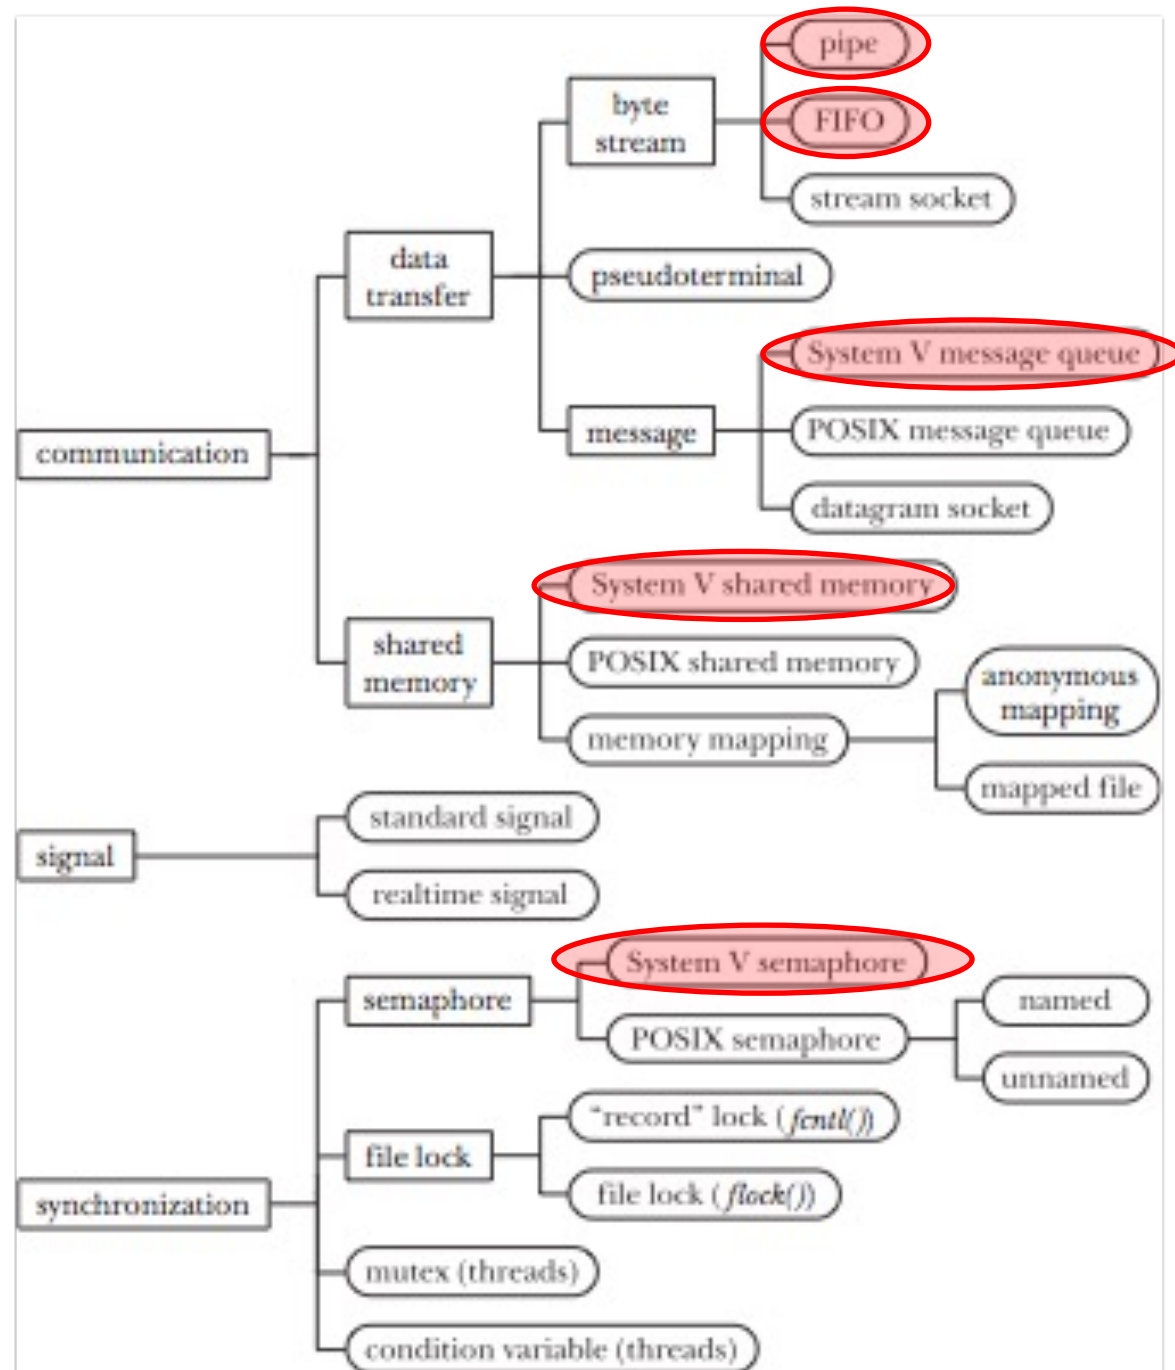 pipe
byte
stream
FIFO
stream socket
data
transfer
pseudoterminal
System V message queue
message
POSIX message queue
communication
datagram socket
System V shared memory
shared
memory
POSIX shared memory
anonymous
mapping
memory mapping
mapped file
standard signal
signal
realtime signal
System V semaphore
semaphore
named
POSIX semaphore
unnamed
"record" lock (fcntl())
file lock
file lock (flock())
synchronization
mutex (threads)
condition variable (threads)